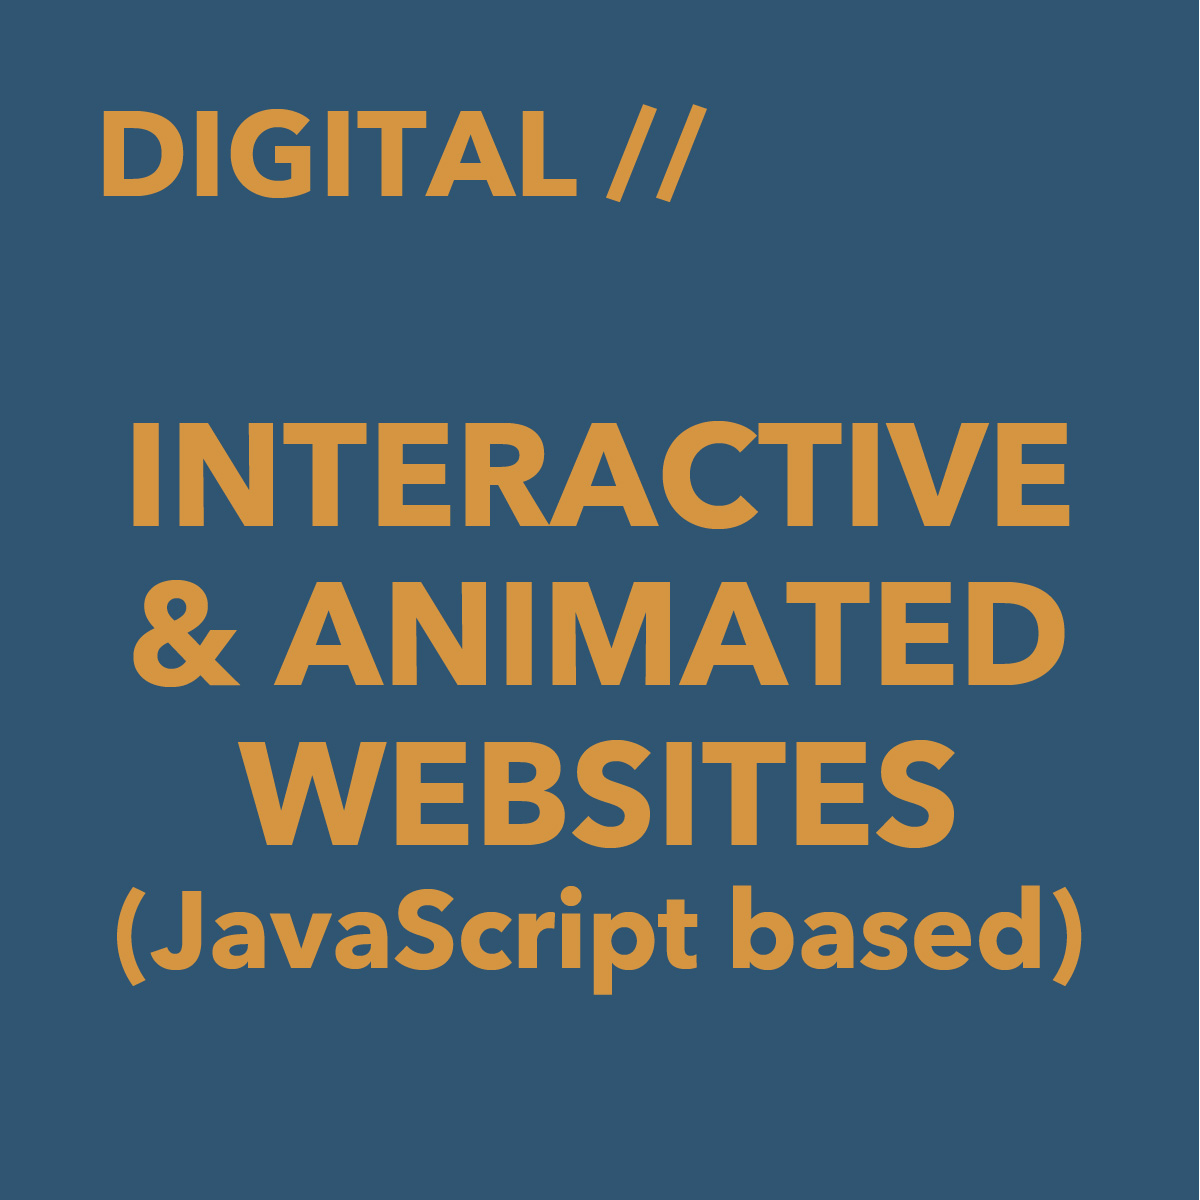 DIGITAL //
INTERACTIVE
& ANIMATED
WEBSITES
(JavaScript based)